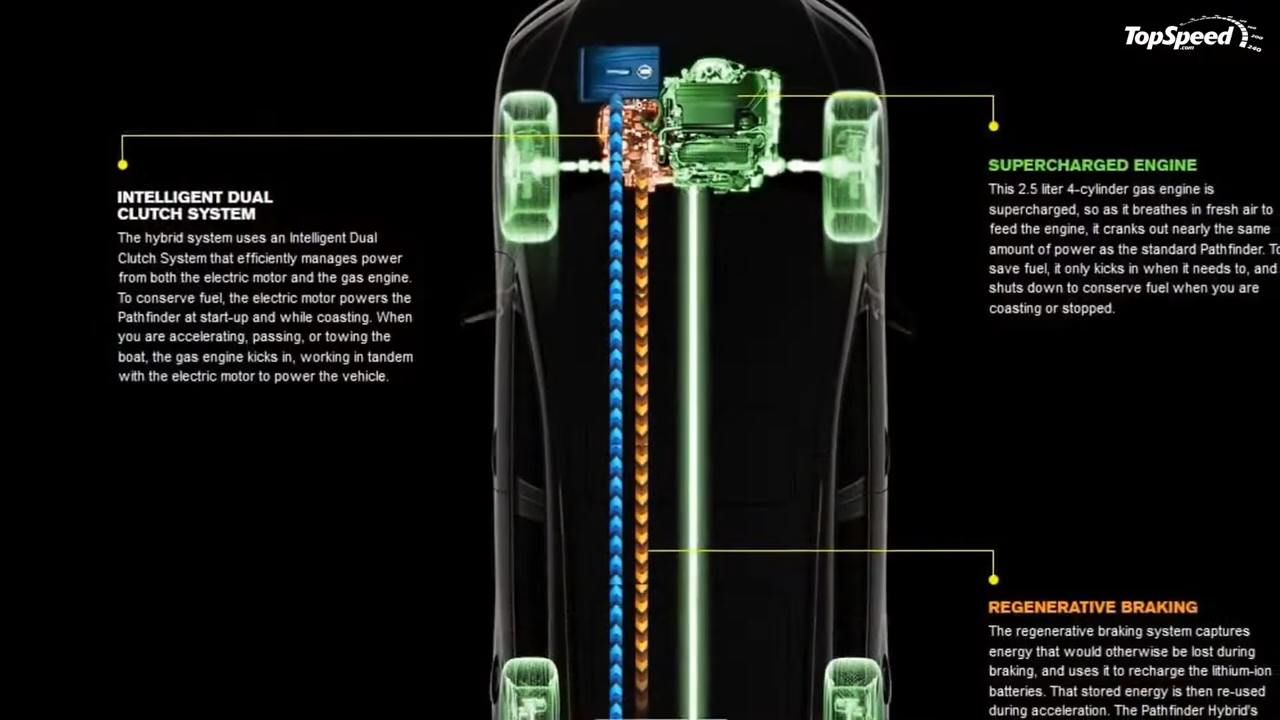 TopSpeed
.com
INTELLIGENT DUAL
CLUTCH SYSTEM
The hybrid system uses an Intelligent Dual
Clutch System that efficiently manages power
from both the electric motor and the gas engine.
To conserve fuel, the electric motor powers the
Pathfinder at start-up and while coasting. When
you are accelerating, passing, or towing the
boat, the gas engine kicks in, working in tandem
with the electric motor to power the vehicle.
SUPERCHARGED ENGINE
This 2.5 liter 4-cylinder gas engine is
supercharged, so as it breathes in fresh air to
feed the engine, it cranks out nearly the same
amount of power as the standard Pathfinder. To
save fuel, it only kicks in when it needs to, and
shuts down to conserve fuel when you are
coasting or stopped.
REGENERATIVE BRAKING
The regenerative braking system captures
energy that would otherwise be lost during
braking, and uses it to recharge the lithium-ion
batteries. That stored energy is then re-used
during acceleration. The Pathfinder Hybrid's